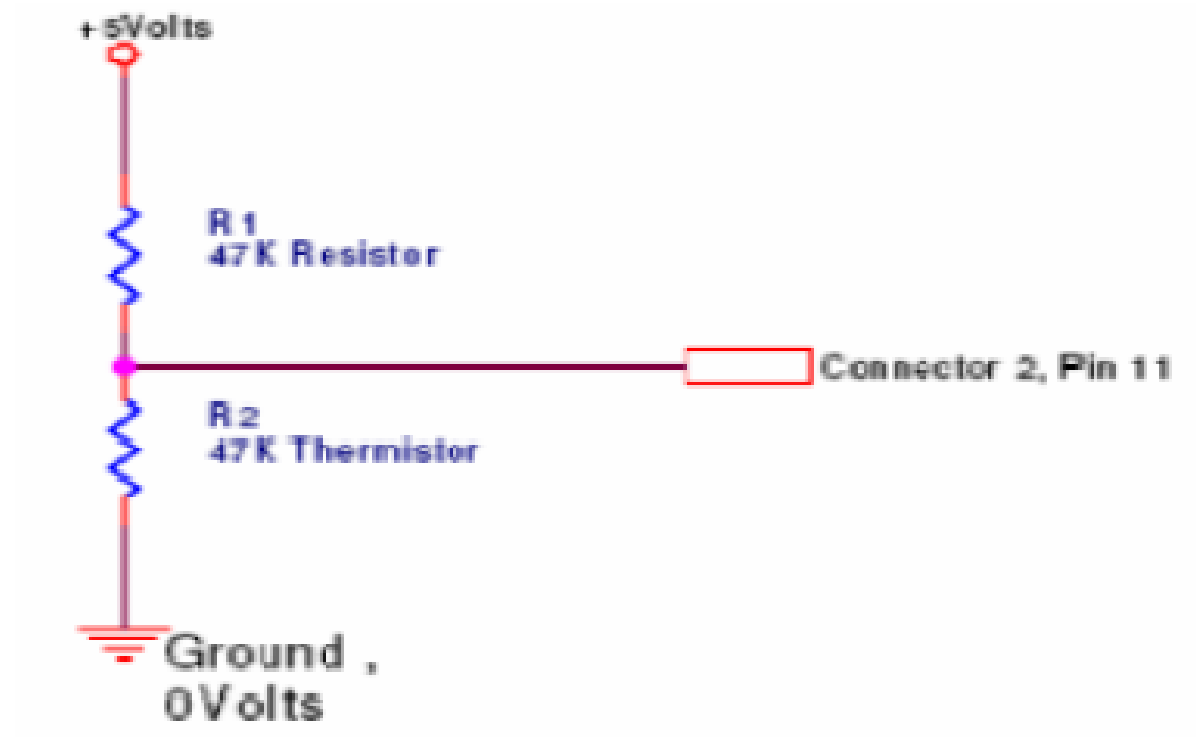 +5Volts
R1
47K Resistor
Connector 2, Pin 11
R2
47K Thermistor
Ground ,
0Volts